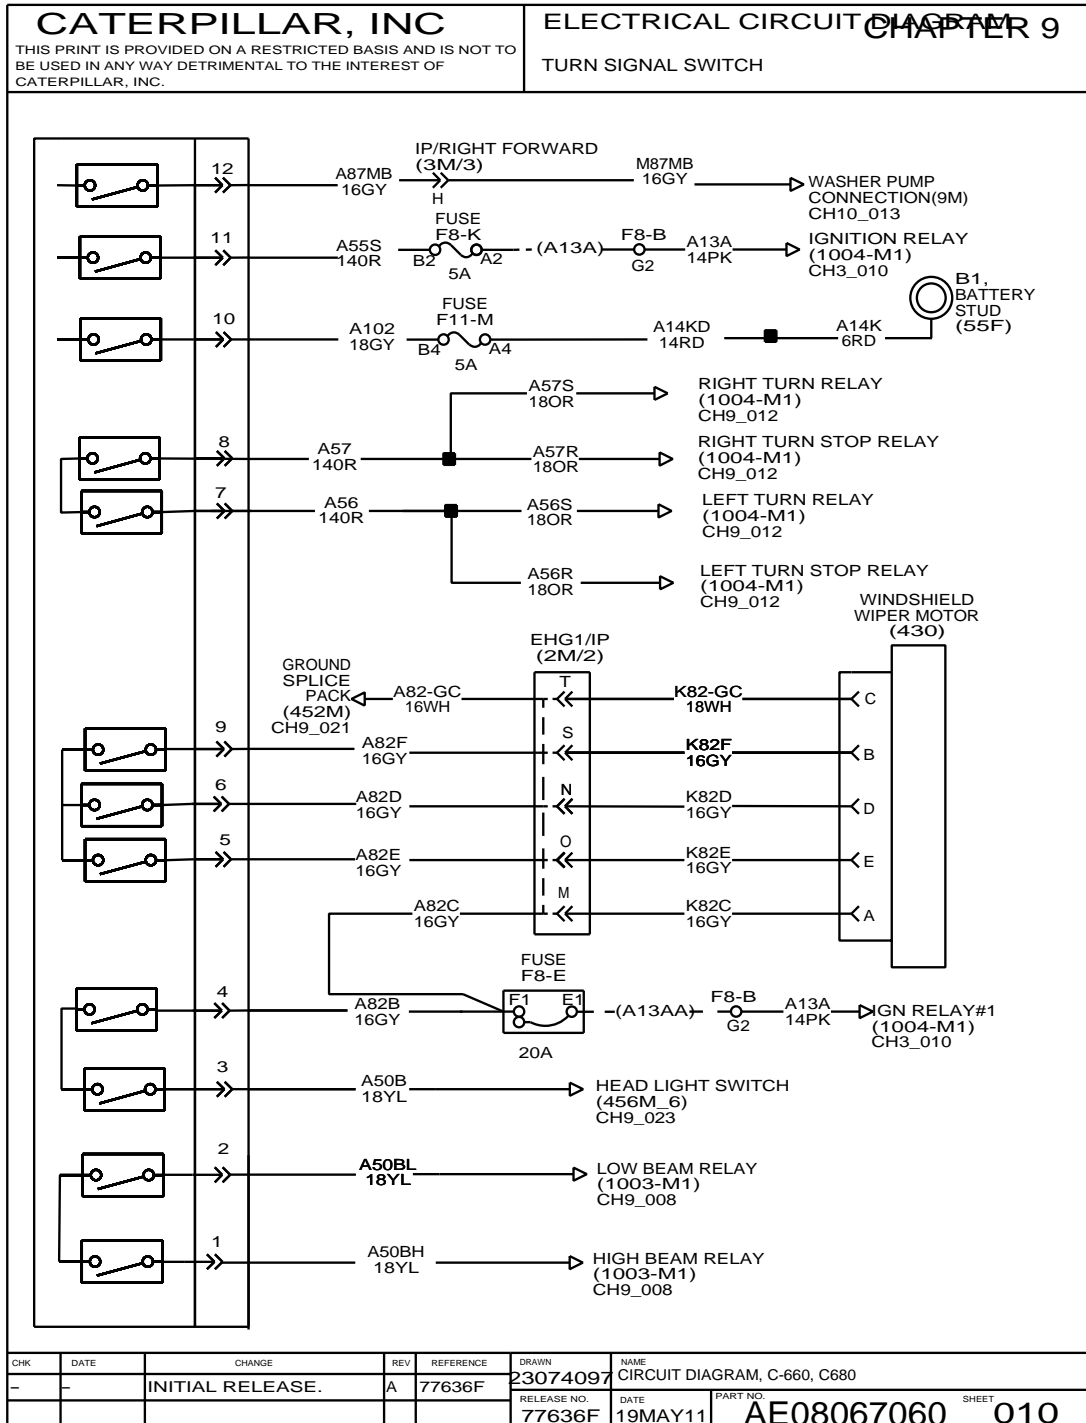 CATERPILLAR, INC
THIS PRINT IS PROVIDED ON A RESTRICTED BASIS AND IS NOT TO
BE USED IN ANY WAY DETRIMENTAL TO THE INTEREST OF
CATERPILLAR, INC.
ELECTRICAL CIRCUIT DIAGRAM
CHAPTER 9
TURN SIGNAL SWITCH
12
A87MB
16GY
IP/RIGHT FORWARD
(3M/3)
H
M87MB
16GY
WASHER PUMP
CONNECTION(9M)
CH10_013
11
A55S
140R
FUSE
F8-K
B2
A2
5A
(A13A)
F8-B
G2
A13A
14PK
IGNITION RELAY
(1004-M1)
CH3_010
10
A102
18GY
FUSE
F11-M
B4
A4
5A
A14KD
14RD
A14K
6RD
B1,
BATTERY
STUD
(55F)
A57S
18OR
RIGHT TURN RELAY
(1004-M1)
CH9_012
8
A57
140R
A57R
18OR
RIGHT TURN STOP RELAY
(1004-M1)
CH9_012
7
A56
140R
A56S
18OR
LEFT TURN RELAY
(1004-M1)
CH9_012
A56R
18OR
LEFT TURN STOP RELAY
(1004-M1)
CH9_012
WINDSHIELD
WIPER MOTOR
(430)
EHG1/IP
(2M/2)
GROUND
SPLICE
PACK
(452M)
CH9_021
A82-GC
16WH
T
K82-GC
18WH
C
9
A82F
16GY
S
K82F
16GY
B
6
A82D
16GY
N
K82D
16GY
D
5
A82E
16GY
O
K82E
16GY
E
A82C
16GY
M
K82C
16GY
A
4
A82B
16GY
FUSE
F8-E
F1
E1
20A
(A13AA)
F8-B
G2
A13A
14PK
IGN RELAY#1
(1004-M1)
CH3_010
3
A50B
18YL
HEAD LIGHT SWITCH
(456M_6)
CH9_023
2
A50BL
18YL
LOW BEAM RELAY
(1003-M1)
CH9_008
1
A50BH
18YL
HIGH BEAM RELAY
(1003-M1)
CH9_008
CHK DATE CHANGE REV REFERENCE
- - INITIAL RELEASE. A 77636F
DRAWN
23074097
NAME
CIRCUIT DIAGRAM, C-660, C680
RELEASE NO.
77636F
DATE
19MAY11
PART NO.
AE08067060
SHEET
010